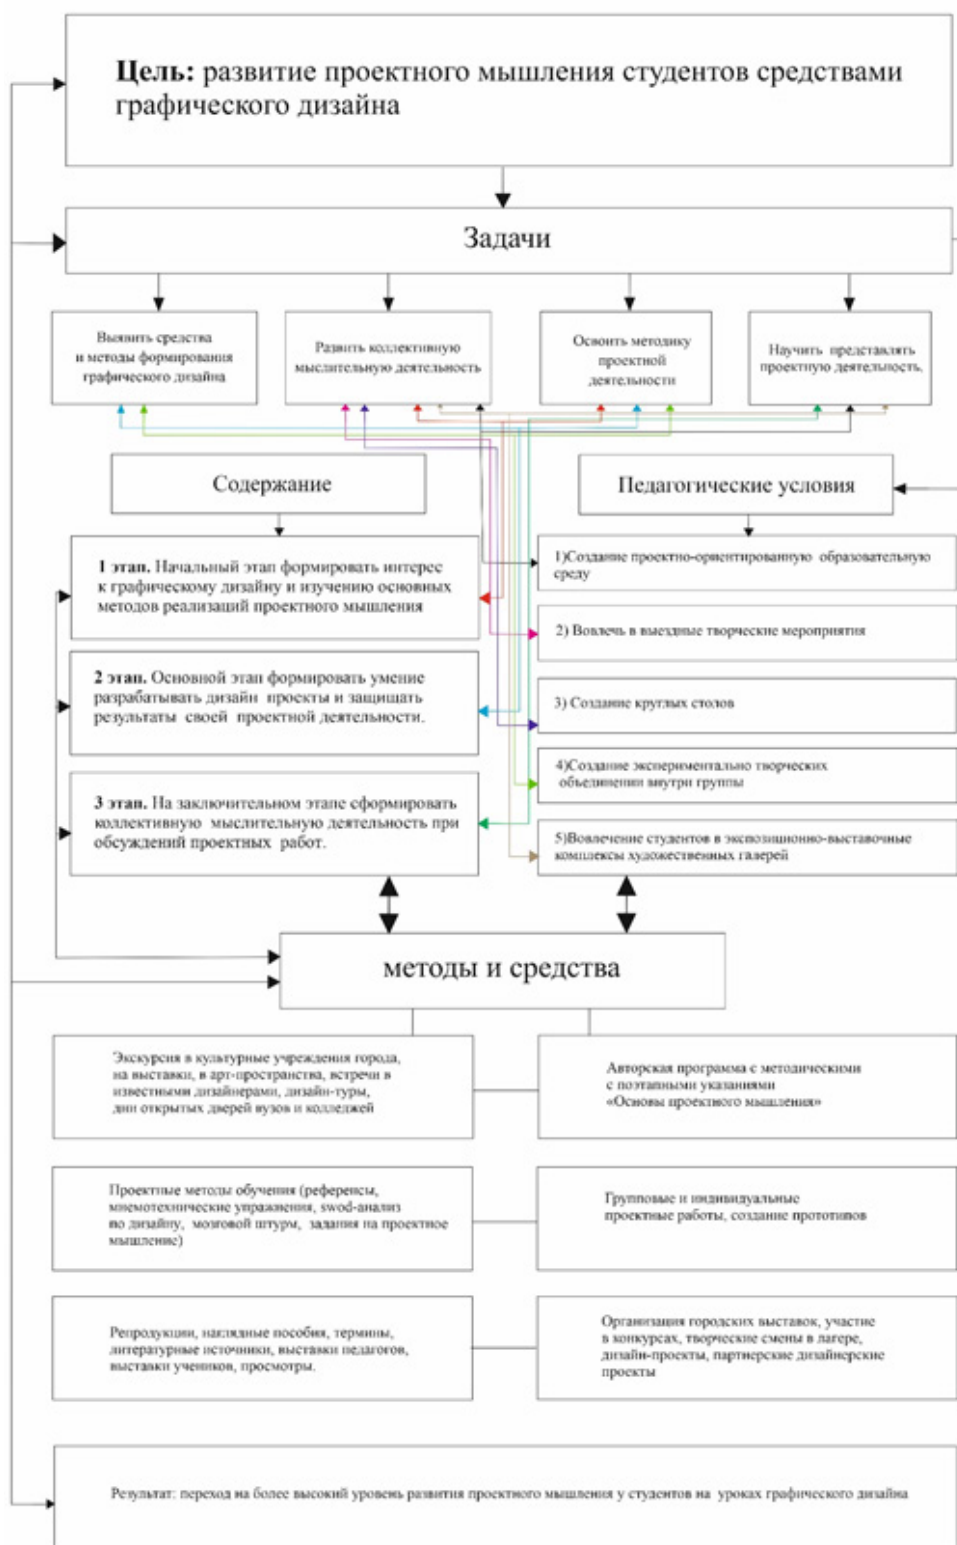 Цель: развитие проектного мышления студентов средствами
графического дизайна
Задачи
Выявить средства
и методы формирования
графического дизайна
Развить коллективную
мыслительную деятельность
Освоить методику
проектной
деятельности
Научить представлять
проектную деятельность.
Содержание
Педагогические условия
1 этап. Начальный этап формировать интерес
к графическому дизайну и изучению основных
методов реализаций проектного мышления
2 этап. Основной этап формировать умение
разрабатывать дизайн проекты и защищать
результаты своей проектной деятельности.
3 этап. На заключительном этапе сформировать
коллективную мыслительную деятельность при
обсуждений проектных работ.
1)Создание проектно-ориентированную образовательную
среду
2) Вовлечь в выездные творческие мероприятия
3) Создание круглых столов
4)Создание экспериментально творческих
объединении внутри группы
5)Вовлечение студентов в экспозиционно-выставочные
комплексы художественных галерей
методы и средства
Экскурсия в культурные учреждения города,
на выставки, в арт-пространства, встречи в
известными дизайнерами, дизайн-туры,
дни открытых дверей вузов и колледжей
Авторская программа с методическими
с поэтапными указаниями
«Основы проектного мышления»
Проектные методы обучения (референсы,
мнемотехнические упражнения, swod-анализ
по дизайну, мозговой штурм, задания на проектное
мышление)
Групповые и индивидуальные
проектные работы, создание прототипов
Репродукции, наглядные пособия, термины,
литературные источники, выставки педагогов,
выставки учеников, просмотры.
Организация городских выставок, участие
в конкурсах, творческие смены в лагере,
дизайн-проекты, партнерские дизайнерские
проекты
Результат: переход на более высокий уровень развития проектного мышления у студентов на уроках графического дизайна